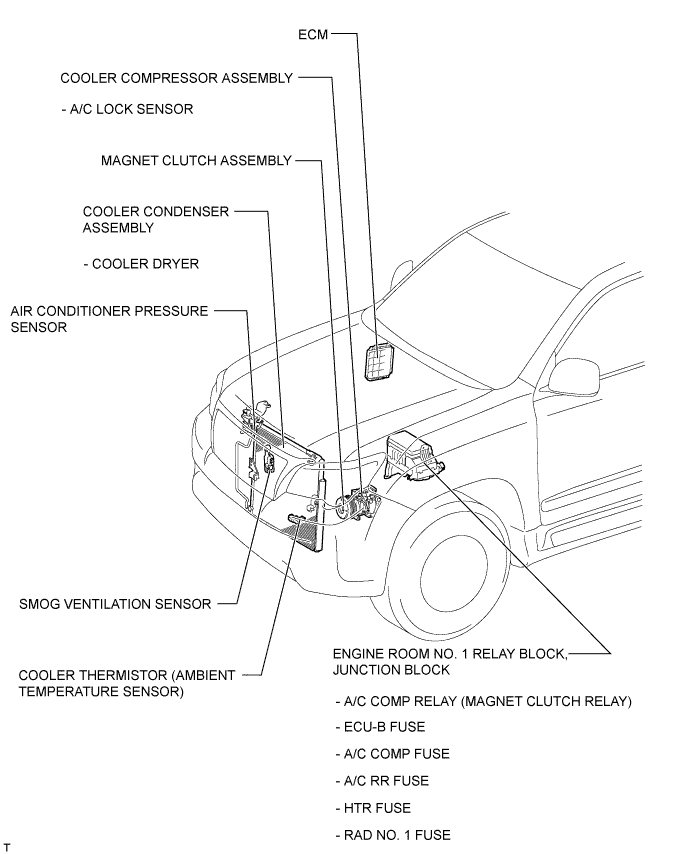 ECM
COOLER COMPRESSOR ASSEMBLY
- A/C LOCK SENSOR
MAGNET CLUTCH ASSEMBLY
COOLER CONDENSER
ASSEMBLY
- COOLER DRYER
AIR CONDITIONER PRESSURE
SENSOR
SMOG VENTILATION SENSOR
COOLER THERMISTOR (AMBIENT
TEMPERATURE SENSOR)
ENGINE ROOM NO. 1 RELAY BLOCK,
JUNCTION BLOCK
- A/C COMP RELAY (MAGNET CLUTCH RELAY)
- ECU-B FUSE
- A/C COMP FUSE
- A/C RR FUSE
- HTR FUSE
- RAD NO. 1 FUSE
T